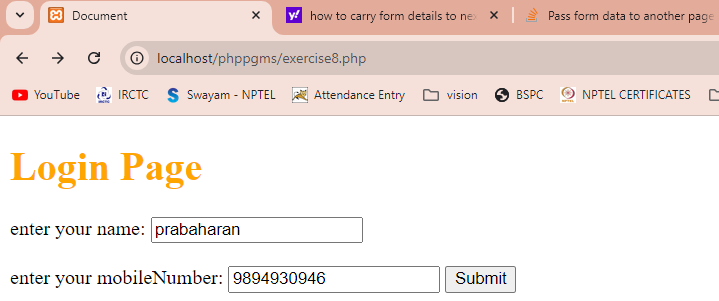 Document
how to carry form details to nex
Pass form data to another page
localhost/phppgms/exercise8.php
YouTube IRCTC Swayam - NPTEL Attendance Entry vision BSPC NPTEL CERTIFICATES
Login Page
enter your name: prabaharan
enter your mobileNumber: 9894930946 Submit